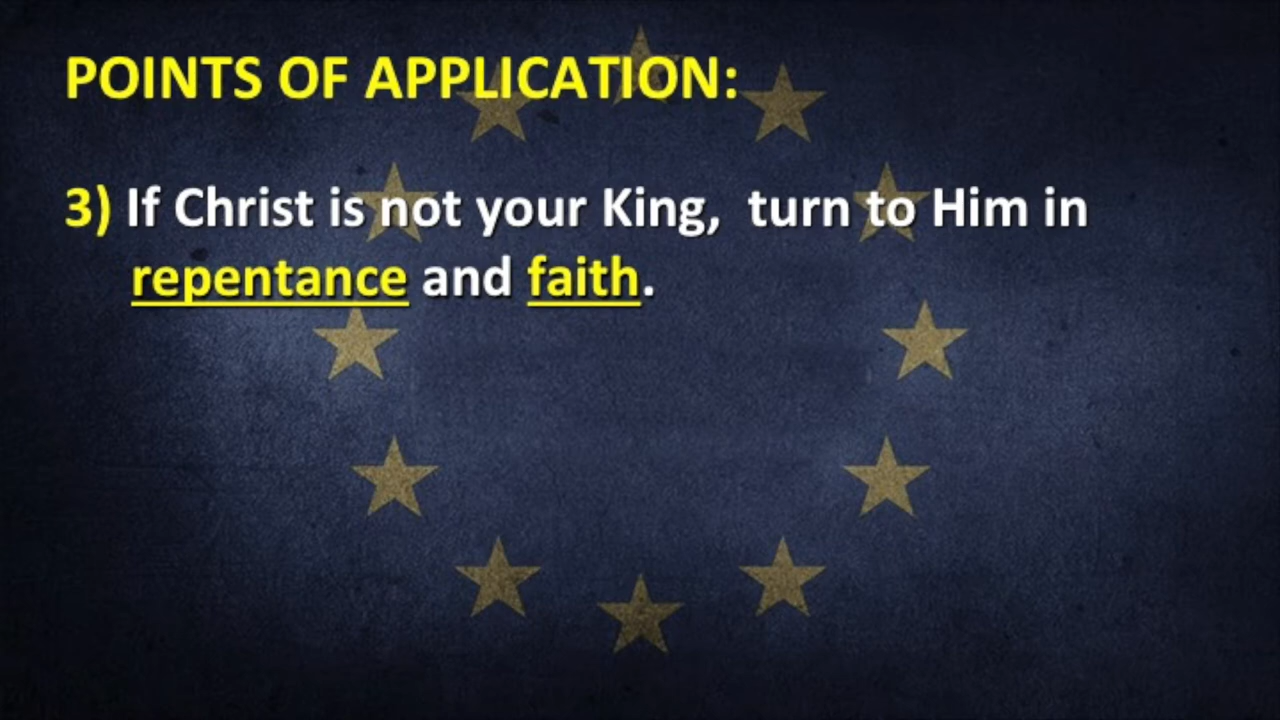 POINTS OF APPLICATION:
3) If Christ is not your King,  turn to Him in
repentance and faith.